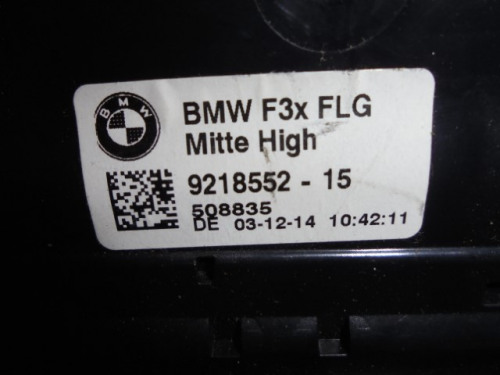 BMW
BMW F3x FLG
Mitte High
9218552 - 15
508835
DE 03-12-14 10:42:11